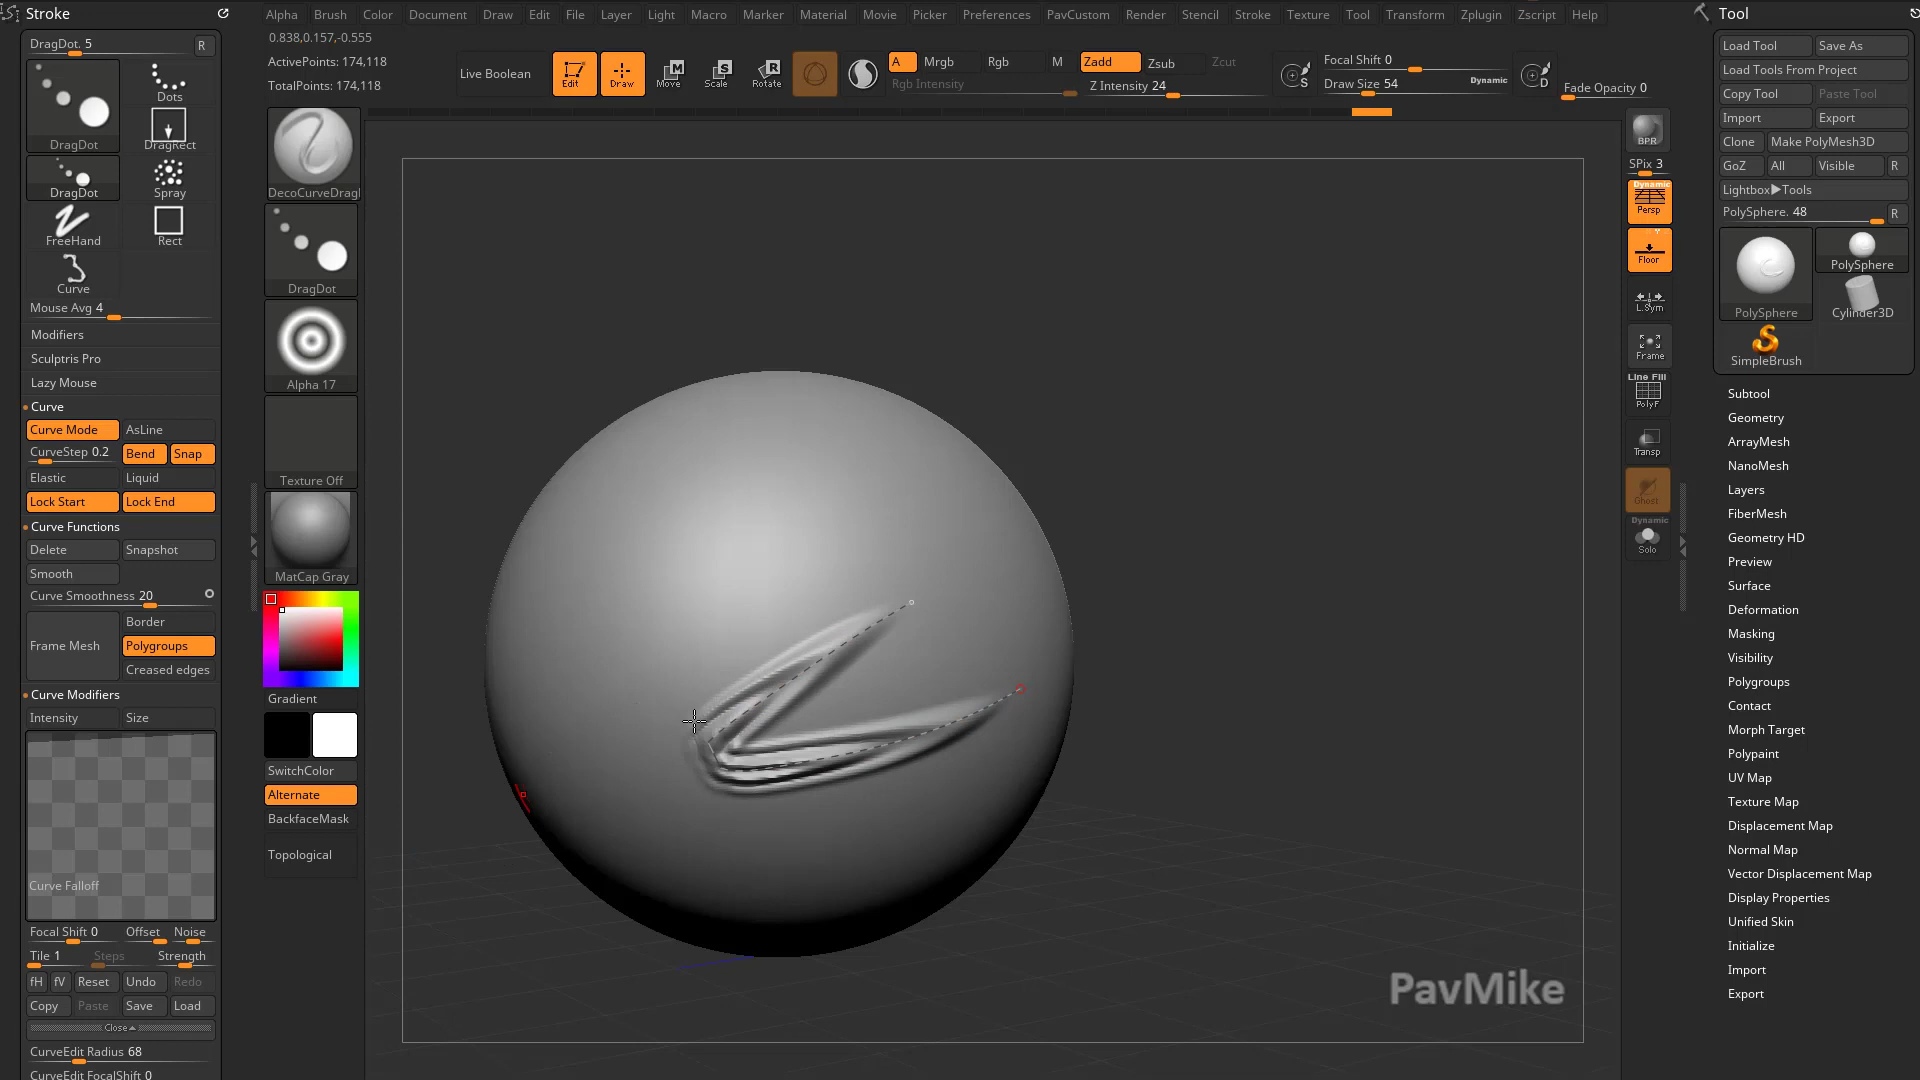 Stroke
Alpha Brush Color Document Draw Edit File Layer Light Macro Marker Material Movie Picker Preferences PavCustom Render Stencil Stroke Texture Tool Transform Zplugin Zscript Help
Tool
0.838,0.157,-0.555
ActivePoints: 174,118
TotalPoints: 174,118
Live Boolean
Edit
Draw
Move
Scale
Rotate
A
Mrgb
Rgb
M
Zadd
Zsub
Zcut
Rgb Intensity
Z Intensity 24
S
Focal Shift 0
Draw Size 54
Dynamic
D
Fade Opacity 0
DragDot. 5
R
DragDot
Dots
DragRect
DragDot
Spray
FreeHand
Rect
Curve
Mouse Avg 4
Modifiers
Sculptris Pro
Lazy Mouse
Curve
Curve Mode
AsLine
CurveStep 0.2
Bend
Snap
Elastic
Liquid
Lock Start
Lock End
Curve Functions
Delete
Snapshot
Smooth
Curve Smoothness 20
Frame Mesh
Border
Polygroups
Creased edges
Curve Modifiers
Intensity
Size
Curve Falloff
Focal Shift 0
Offset
Noise
Tile 1
Steps
Strength
fH
fV
Reset
Undo
Redo
Copy
Paste
Save
Load
Close
CurveEdit Radius 68
CurveEdit FocalShift 0
DecoCurveDrag
DragDot
Alpha 17
Texture Off
MatCap Gray
Gradient
SwitchColor
Alternate
BackfaceMask
Topological
PavMike
BPR
SPix 3
Dynamic
Persp
Floor
L.Sym
Frame
Line Fill
PolyF
Transp
Ghost
Dynamic
Solo
Load Tool
Save As
Load Tools From Project
Copy Tool
Paste Tool
Import
Export
Clone
Make PolyMesh3D
GoZ
All
Visible
R
Lightbox▶Tools
PolySphere. 48
R
PolySphere
PolySphere
Cylinder3D
SimpleBrush
Subtool
Geometry
ArrayMesh
NanoMesh
Layers
FiberMesh
Geometry HD
Preview
Surface
Deformation
Masking
Visibility
Polygroups
Contact
Morph Target
Polypaint
UV Map
Texture Map
Displacement Map
Normal Map
Vector Displacement Map
Display Properties
Unified Skin
Initialize
Import
Export